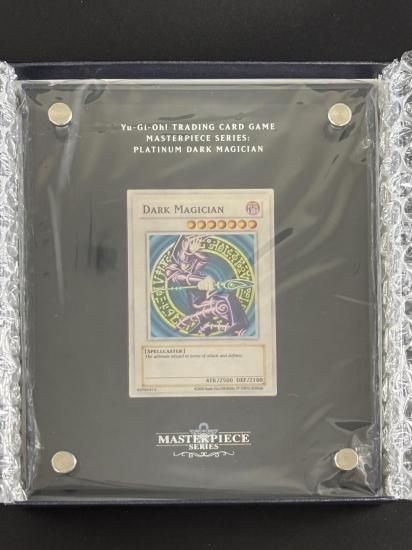 Yu-Gi-Oh! TRADING CARD GAME
MASTERPIECE SERIES:
PLATINUM DARK MAGICIAN
DARK MAGICIAN
[SPELLCASTER]
The ultimate wizard in terms of attack and defense.
ATK/2500 DEF/2100
MASTERPIECE
SERIES